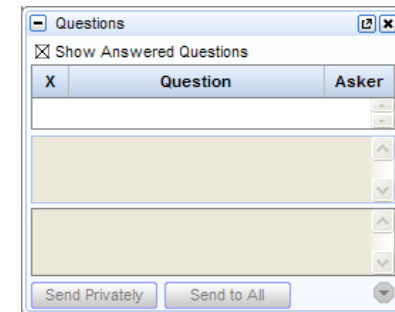 Questions
Show Answered Questions
X Question Asker
Send Privately Send to All